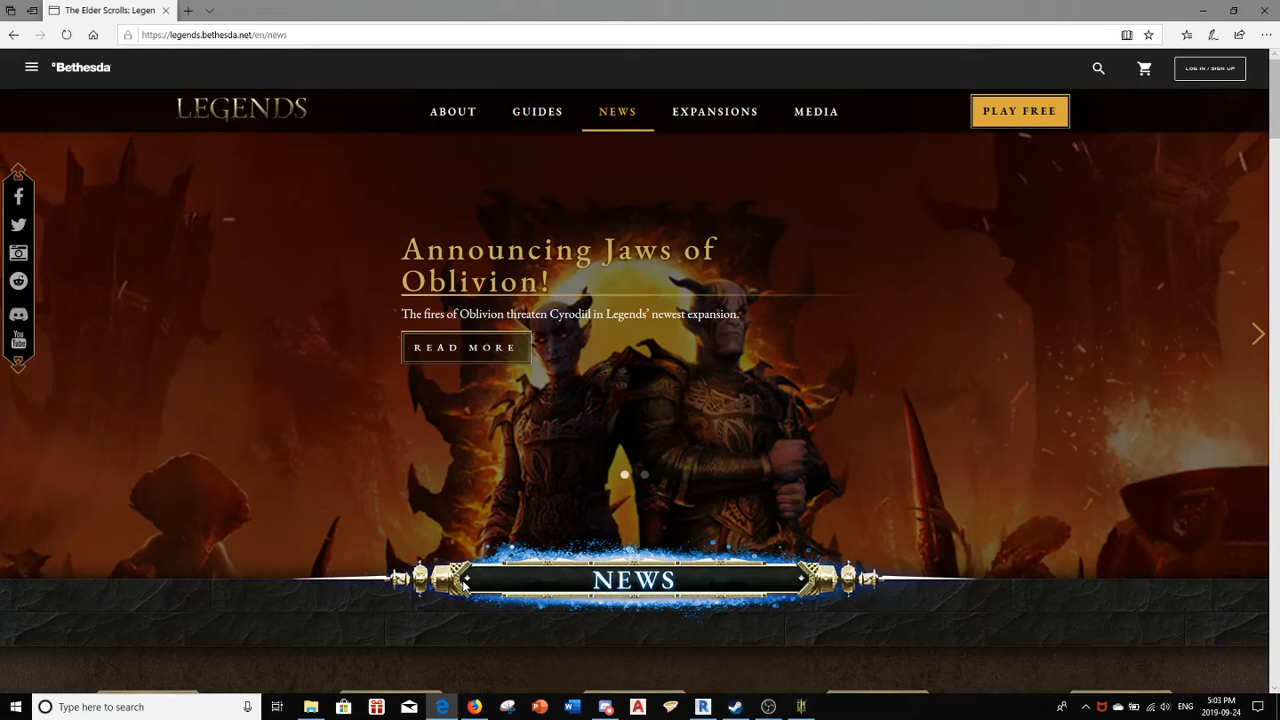 The Elder Scrolls: Legen
https://legends.bethesda.net/en/news
Bethesda
LOG IN / SIGN UP
LEGENDS
ABOUT GUIDES NEWS EXPANSIONS MEDIA
PLAY FREE
Announcing Jaws of
Oblivion!
The fires of Oblivion threaten Cyrodiil in Legends' newest expansion.
READ MORE
You
Tube
NEWS
Type here to search
ENG
5:03 PM
2019-09-24